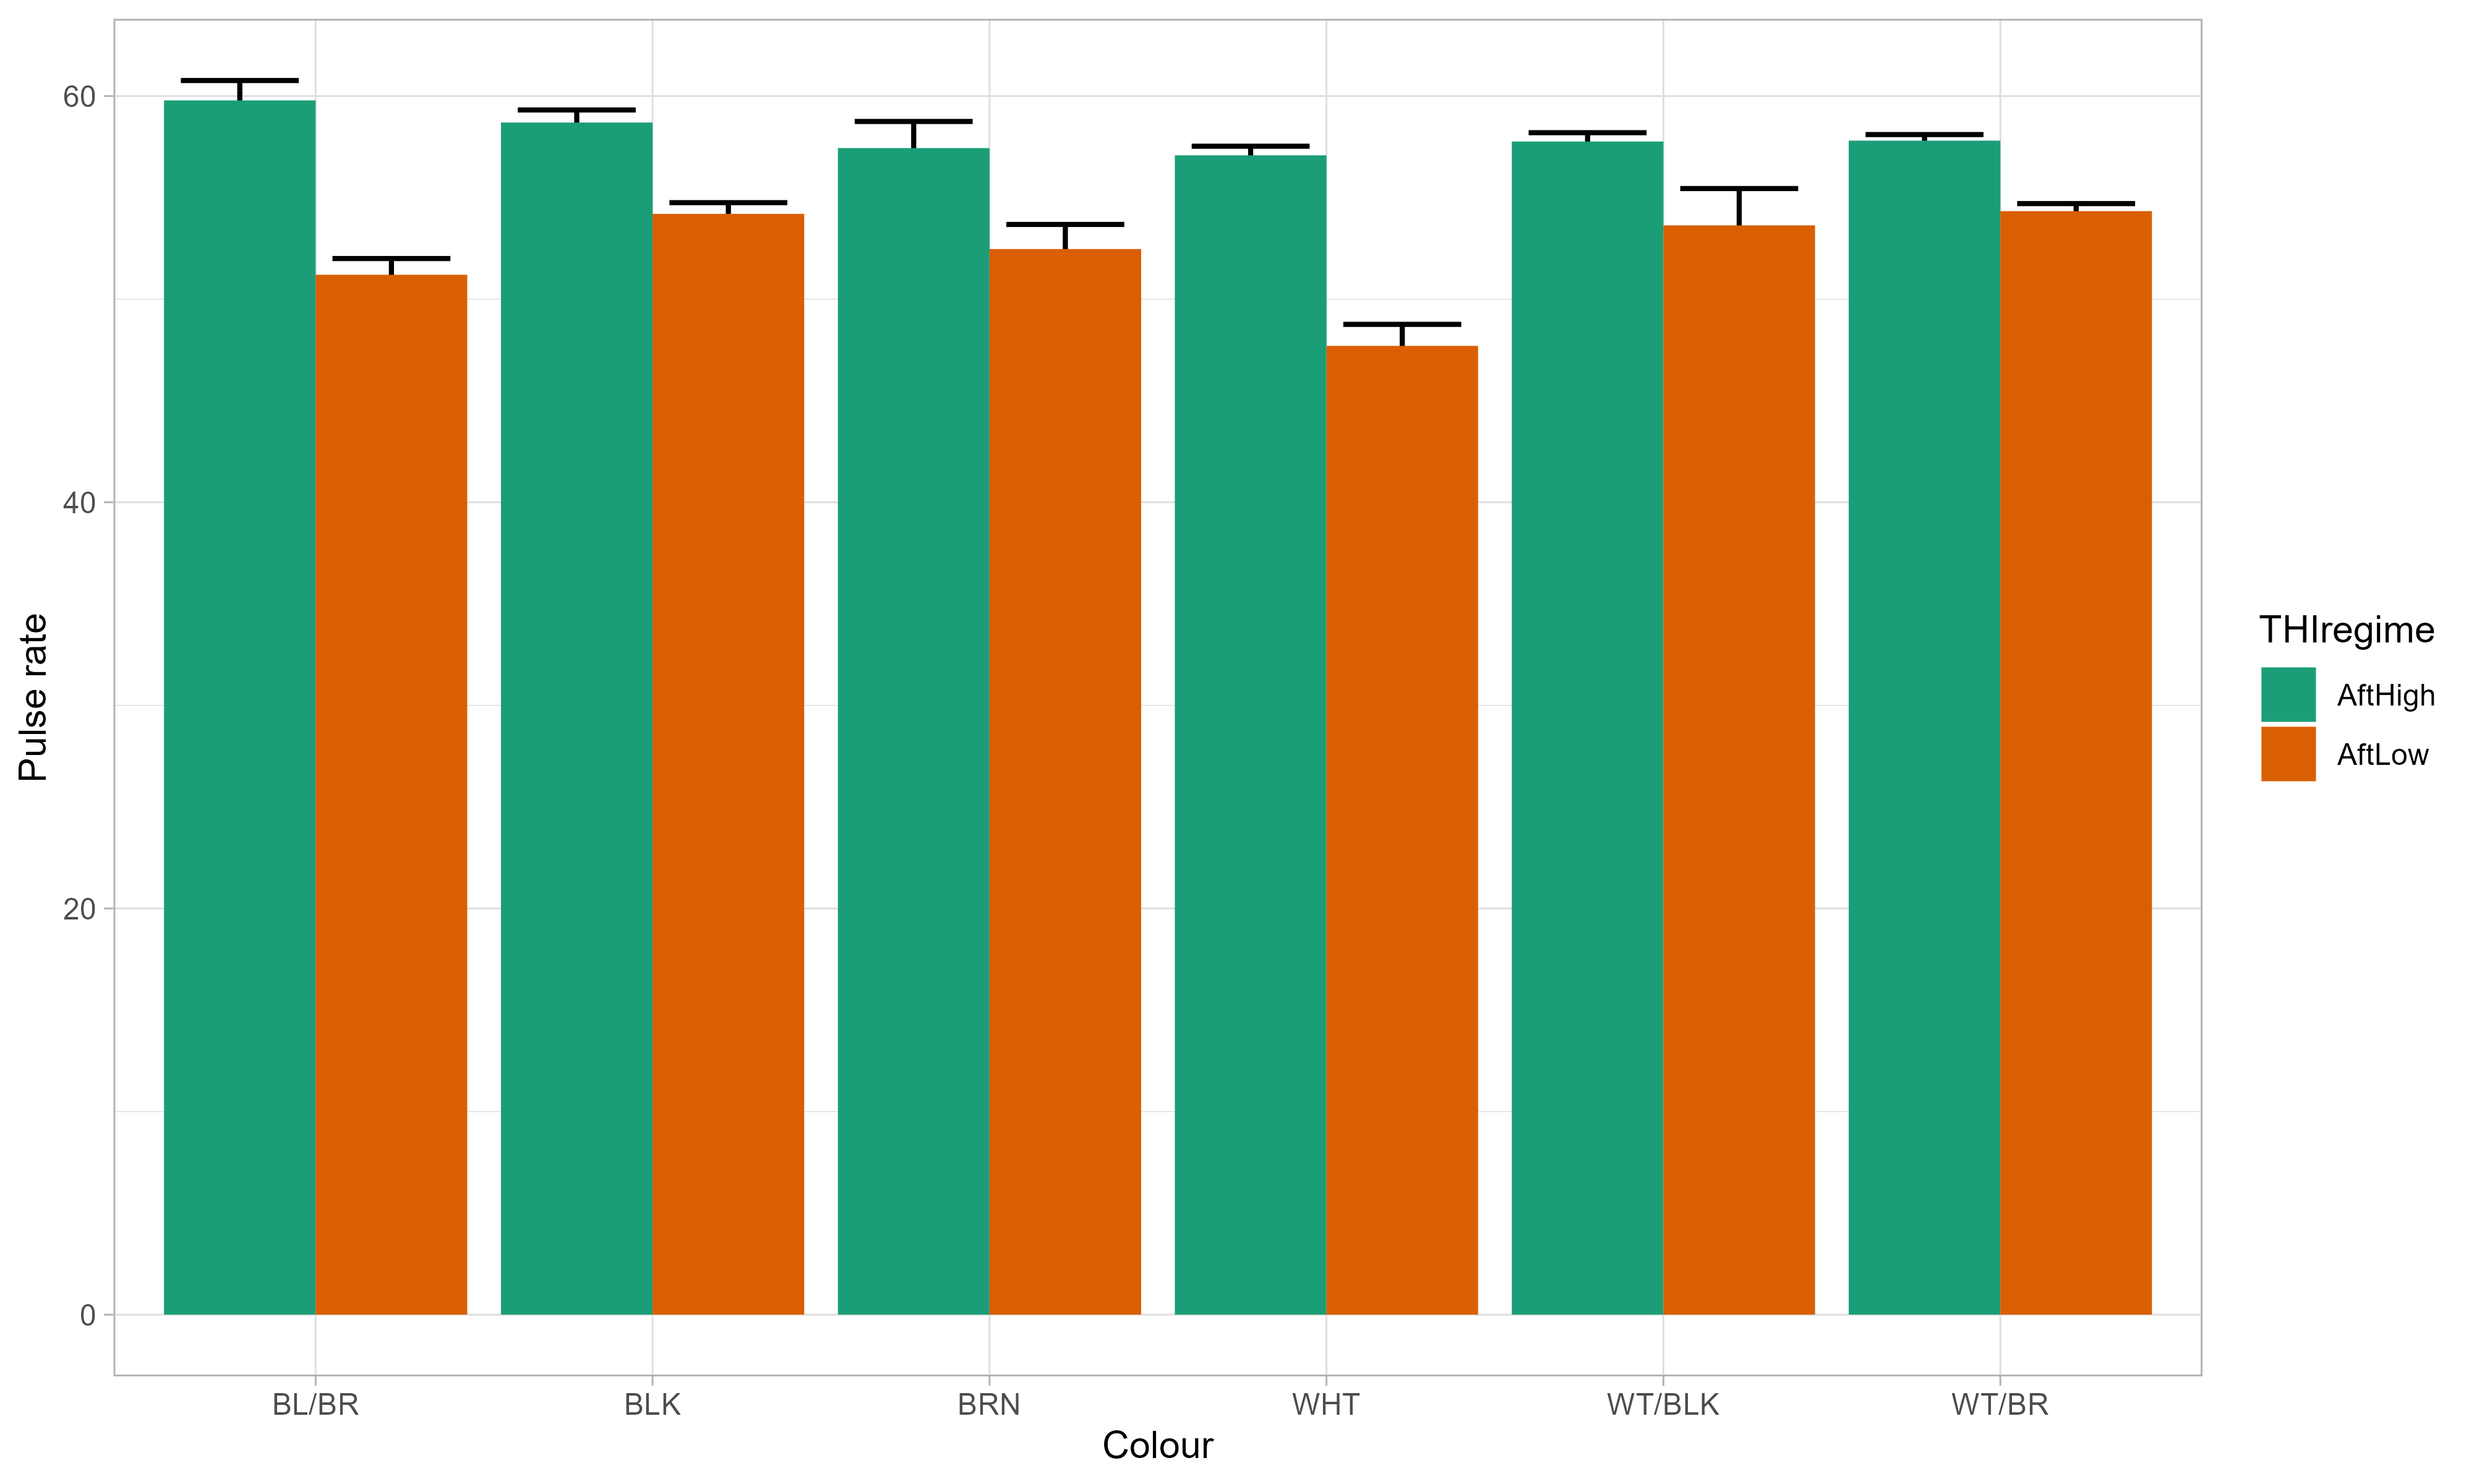 60
40
20
0
Pulse rate
BL/BR BLK BRN WHT WT/BLK WT/BR
Colour
THIregime
AftHigh
AftLow